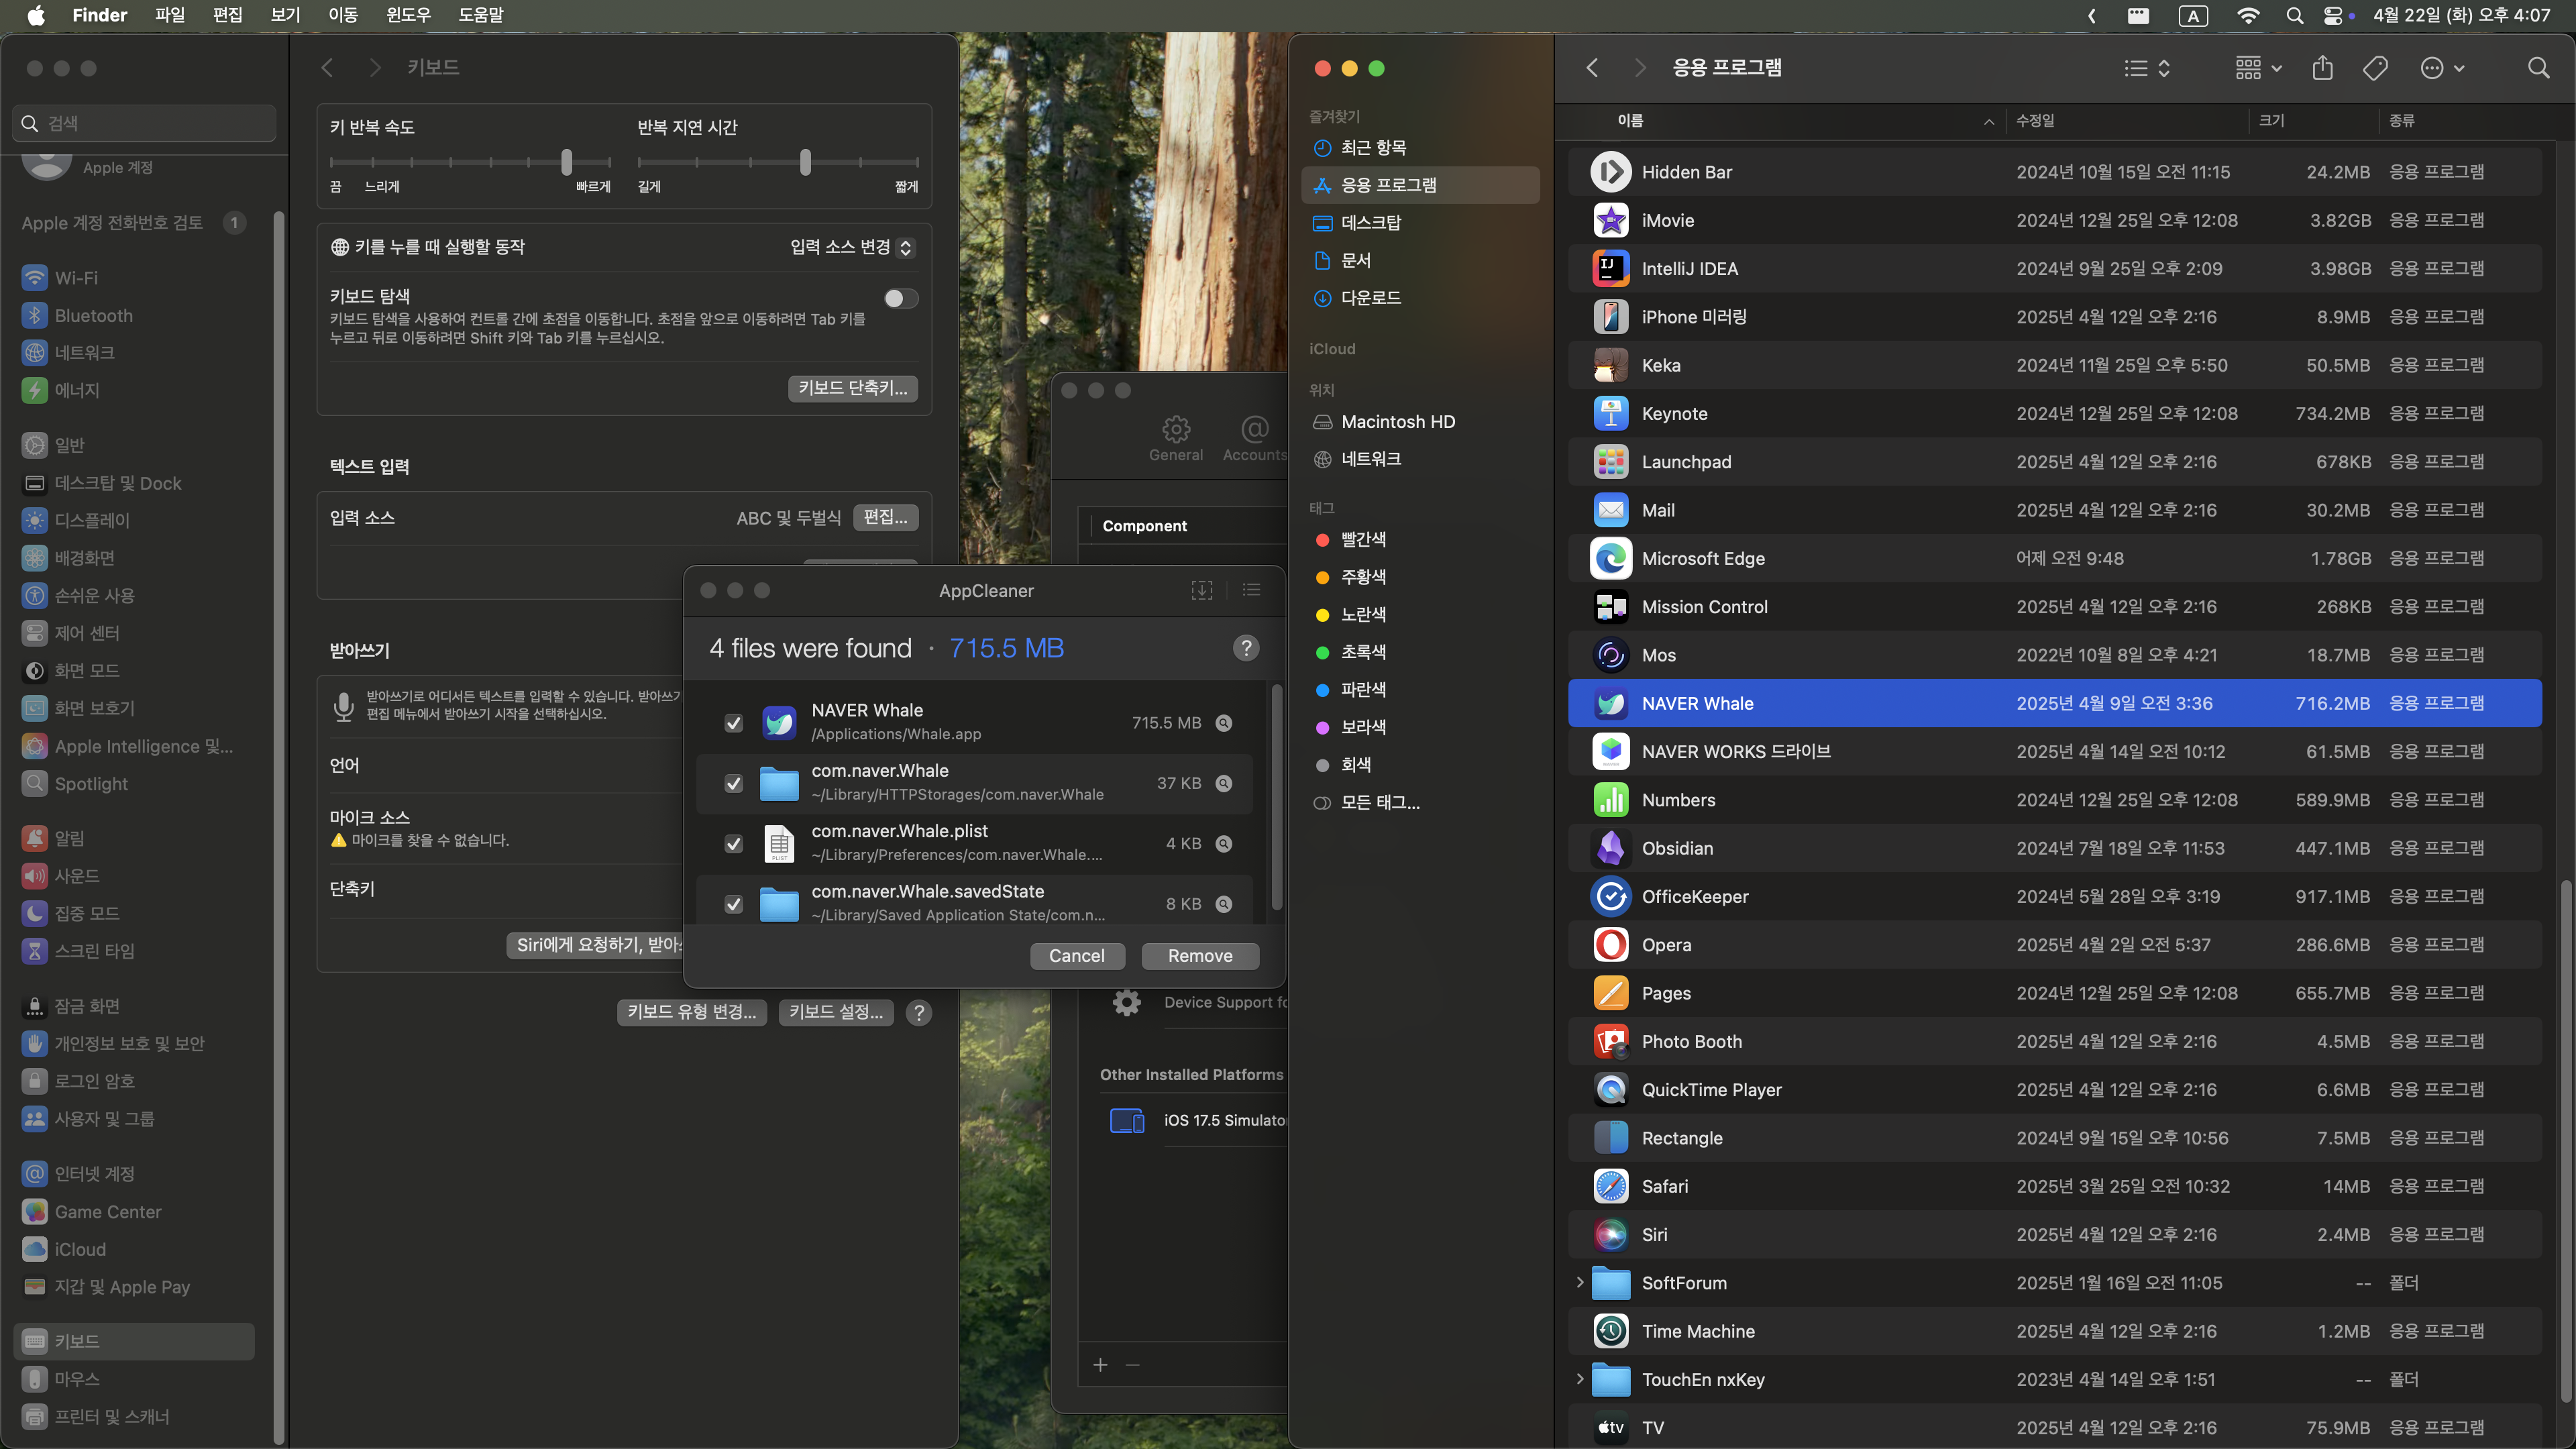 Finder 파일 편집 보기 이동 윈도우 도움말
A 4월 22일 (화) 오후 4:07
검색
Apple 계정
Apple 계정 전화번호 검토 1
Wi-Fi
Bluetooth
네트워크
에너지
일반
데스크탑 및 Dock
디스플레이
배경화면
손쉬운 사용
제어 센터
화면 모드
화면 보호기
Apple Intelligence 및...
Spotlight
알림
사운드
집중 모드
스크린 타임
잠금 화면
개인정보 보호 및 보안
로그인 암호
사용자 및 그룹
인터넷 계정
Game Center
iCloud
지갑 및 Apple Pay
키보드
마우스
프린터 및 스캐너
키보드
키 반복 속도 반복 지연 시간
끔 느리게 빠르게 길게 짧게
키를 누를 때 실행할 동작 입력 소스 변경
키보드 탐색
키보드 탐색을 사용하여 컨트롤 간에 초점을 이동합니다. 초점을 앞으로 이동하려면 Tab 키를
누르고 뒤로 이동하려면 Shift 키와 Tab 키를 누르십시오.
키보드 단축키...
텍스트 입력
입력 소스 ABC 및 두벌식 편집...
받아쓰기
받아쓰기로 어디서든 텍스트를 입력할 수 있습니다. 받아쓰기
편집 메뉴에서 받아쓰기 시작을 선택하십시오.
언어
마이크 소스
마이크를 찾을 수 없습니다.
단축키
Siri에게 요청하기, 받아
키보드 유형 변경... 키보드 설정... ?
AppCleaner
4 files were found · 715.5 MB ?
NAVER Whale
/Applications/Whale.app
715.5 MB
com.naver.Whale
~/Library/HTTPStorages/com.naver.Whale
37 KB
com.naver.Whale.plist
~/Library/Preferences/com.naver.Whale....
4 KB
PLIST
com.naver.Whale.savedState
~/Library/Saved Application State/com.n...
8 KB
Cancel Remove
General Accounts
Component
Device Support fo
Other Installed Platforms
iOS 17.5 Simulator
즐겨찾기
최근 항목
응용 프로그램
데스크탑
문서
다운로드
iCloud
위치
Macintosh HD
네트워크
태그
빨간색
주황색
노란색
초록색
파란색
보라색
회색
모든 태그...
응용 프로그램
이름 수정일 크기 종류
Hidden Bar 2024년 10월 15일 오전 11:15 24.2MB 응용 프로그램
iMovie 2024년 12월 25일 오후 12:08 3.82GB 응용 프로그램
IntelliJ IDEA 2024년 9월 25일 오후 2:09 3.98GB 응용 프로그램
iPhone 미러링 2025년 4월 12일 오후 2:16 8.9MB 응용 프로그램
Keka 2024년 11월 25일 오후 5:50 50.5MB 응용 프로그램
Keynote 2024년 12월 25일 오후 12:08 734.2MB 응용 프로그램
Launchpad 2025년 4월 12일 오후 2:16 678KB 응용 프로그램
Mail 2025년 4월 12일 오후 2:16 30.2MB 응용 프로그램
Microsoft Edge 어제 오전 9:48 1.78GB 응용 프로그램
Mission Control 2025년 4월 12일 오후 2:16 268KB 응용 프로그램
Mos 2022년 10월 8일 오후 4:21 18.7MB 응용 프로그램
NAVER Whale 2025년 4월 9일 오전 3:36 716.2MB 응용 프로그램
NAVER WORKS 드라이브 2025년 4월 14일 오전 10:12 61.5MB 응용 프로그램
Numbers 2024년 12월 25일 오후 12:08 589.9MB 응용 프로그램
Obsidian 2024년 7월 18일 오후 11:53 447.1MB 응용 프로그램
OfficeKeeper 2024년 5월 28일 오후 3:19 917.1MB 응용 프로그램
Opera 2025년 4월 2일 오전 5:37 286.6MB 응용 프로그램
Pages 2024년 12월 25일 오후 12:08 655.7MB 응용 프로그램
Photo Booth 2025년 4월 12일 오후 2:16 4.5MB 응용 프로그램
QuickTime Player 2025년 4월 12일 오후 2:16 6.6MB 응용 프로그램
Rectangle 2024년 9월 15일 오후 10:56 7.5MB 응용 프로그램
Safari 2025년 3월 25일 오전 10:32 14MB 응용 프로그램
Siri 2025년 4월 12일 오후 2:16 2.4MB 응용 프로그램
SoftForum 2025년 1월 16일 오전 11:05 -- 폴더
Time Machine 2025년 4월 12일 오후 2:16 1.2MB 응용 프로그램
TouchEn nxKey 2023년 4월 14일 오후 1:51 -- 폴더
TV 2025년 4월 12일 오후 2:16 75.9MB 응용 프로그램